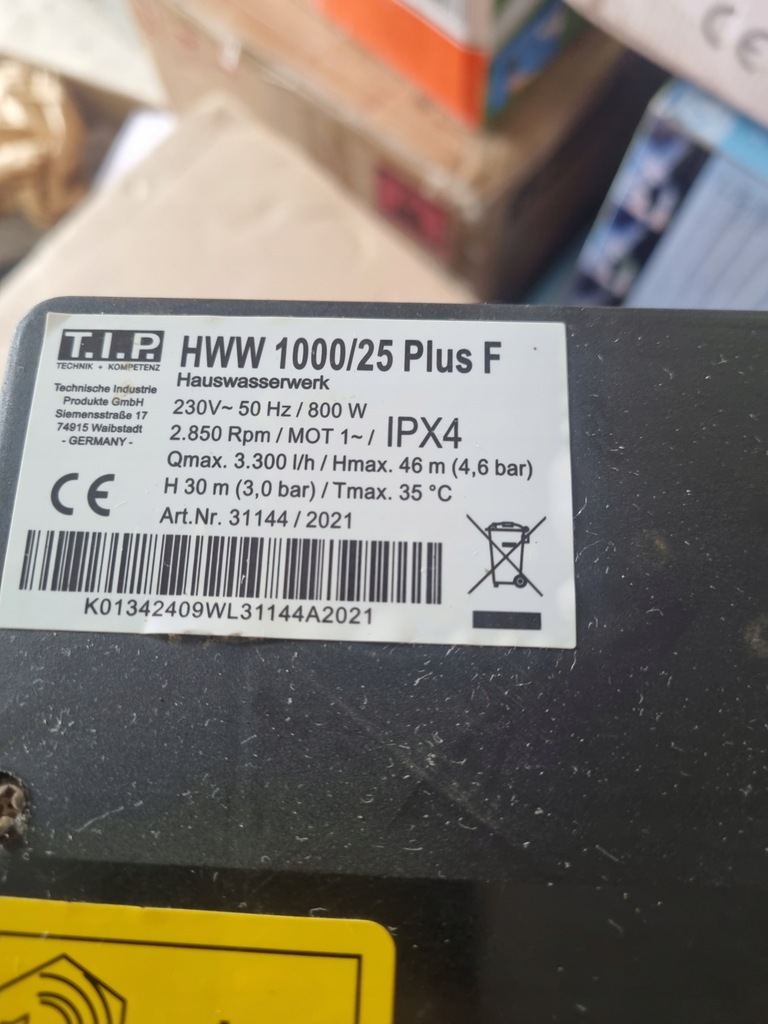 T.I.P.
TECHNIK + KOMPETENZ
Technische Industrie
Produkte GmbH
Siemensstraße 17
74915 Waibstadt
- GERMANY -
CE
HWW 1000/25 Plus F
Hauswasserwerk
230V~ 50 Hz / 800 W
2.850 Rpm / MOT 1~ / IPX4
Qmax. 3.300 l/h / Hmax. 46 m (4,6 bar)
H 30 m (3,0 bar) / Tmax. 35 °C
Art.Nr. 31144 / 2021
K01342409WL31144A2021
CE